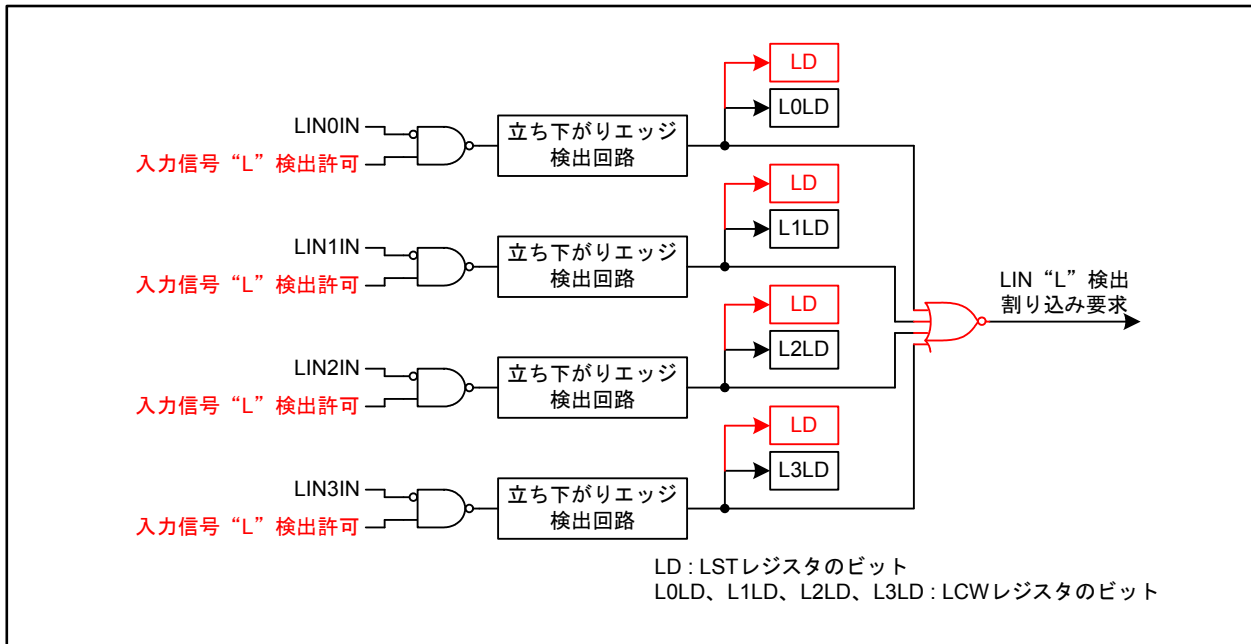 LD
LIN0IN
L0LD
入力信号“L”検出許可
立ち下がりエッジ
検出回路
LD
LIN1IN
L1LD
入力信号“L”検出許可
立ち下がりエッジ
検出回路
LIN“L”検出
割り込み要求
LD
LIN2IN
L2LD
入力信号“L”検出許可
立ち下がりエッジ
検出回路
LD
LIN3IN
L3LD
入力信号“L”検出許可
立ち下がりエッジ
検出回路
LD : LSTレジスタのビット
L0LD、L1LD、L2LD、L3LD : LCWレジスタのビット